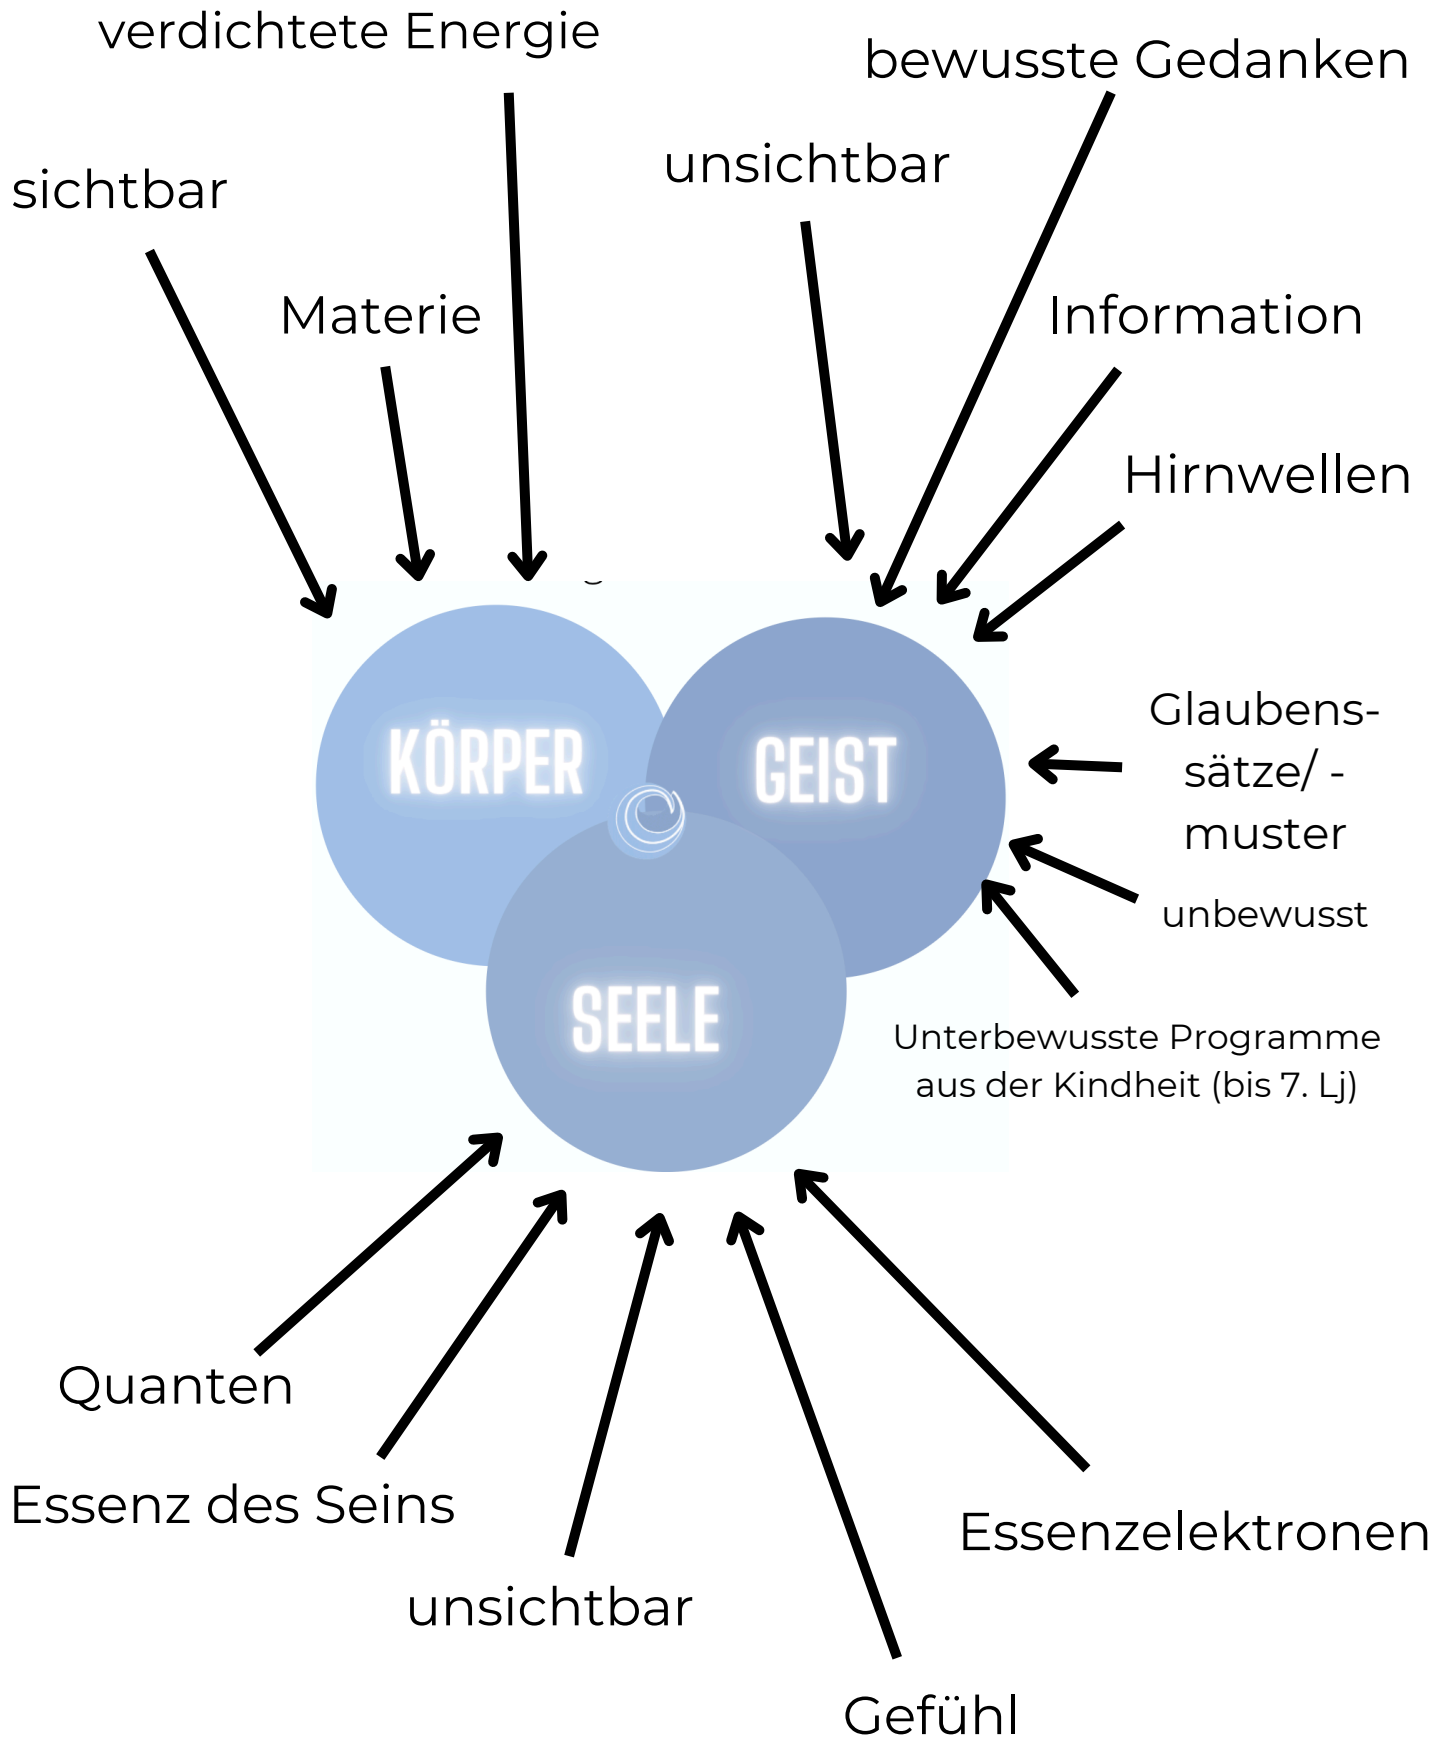 verdichtete Energie
bewusste Gedanken
unsichtbar
sichtbar
Materie
Information
Hirnwellen
KÖRPER
GEIST
Glaubens-
sätze/ -
muster
unbewusst
SEELE
Unterbewusste Programme
aus der Kindheit (bis 7. Lj)
Quanten
Essenz des Seins
Essenzelektronen
unsichtbar
Gefühl